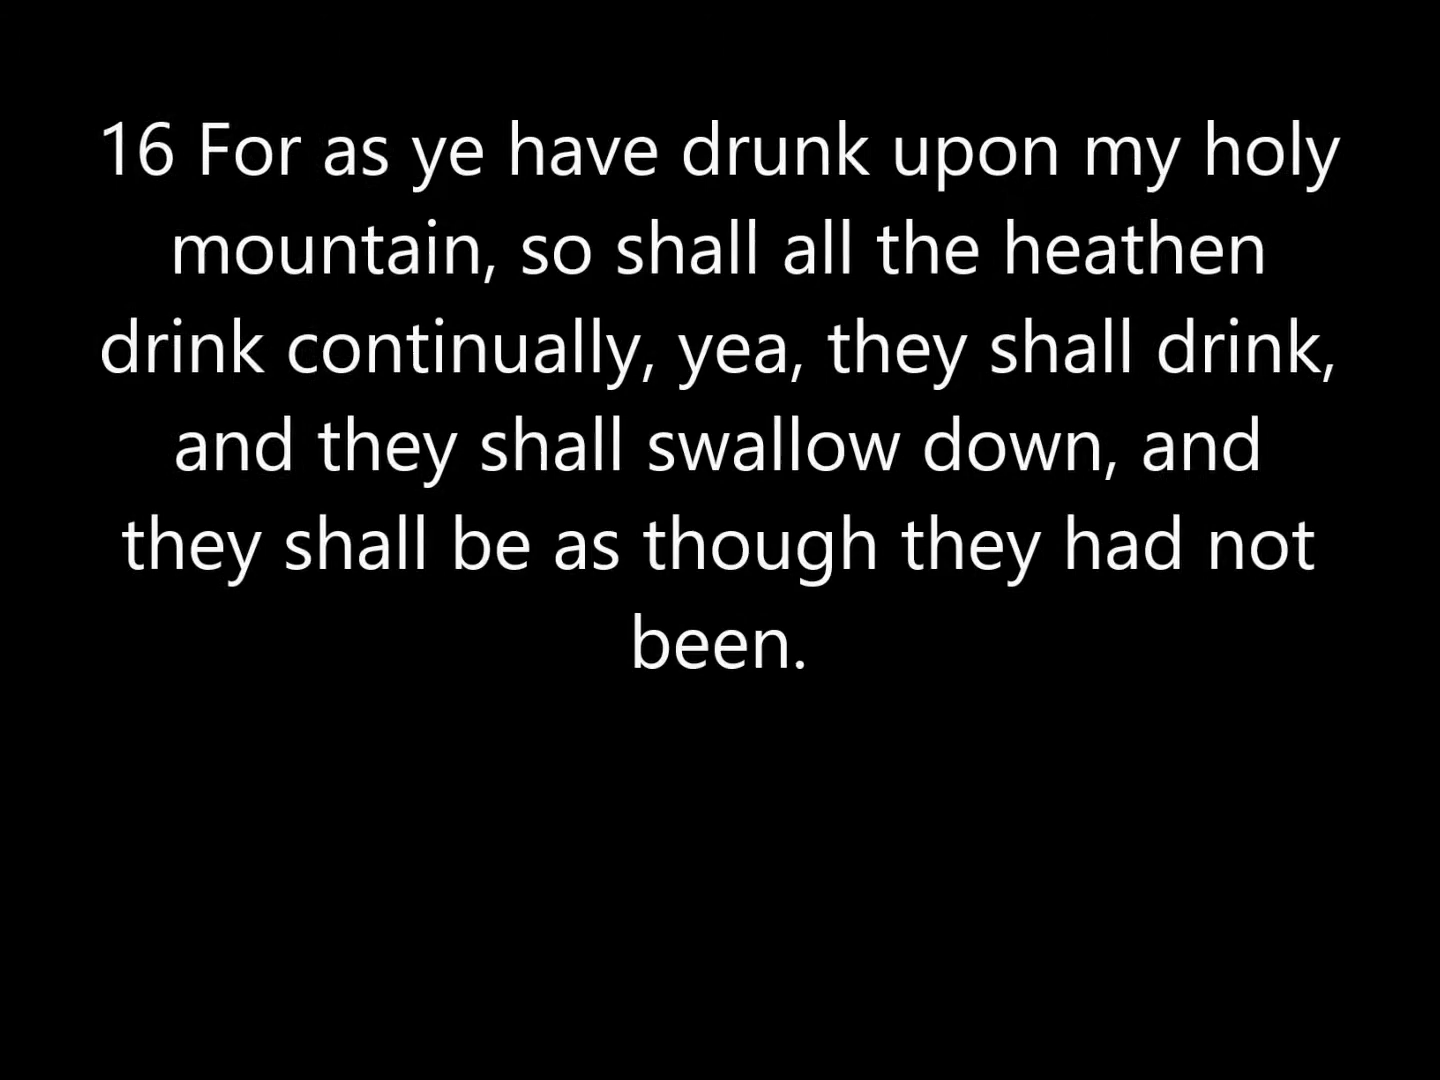 16 For as ye have drunk upon my holy
mountain, so shall all the heathen
drink continually, yea, they shall drink,
and they shall swallow down, and
they shall be as though they had not
been.